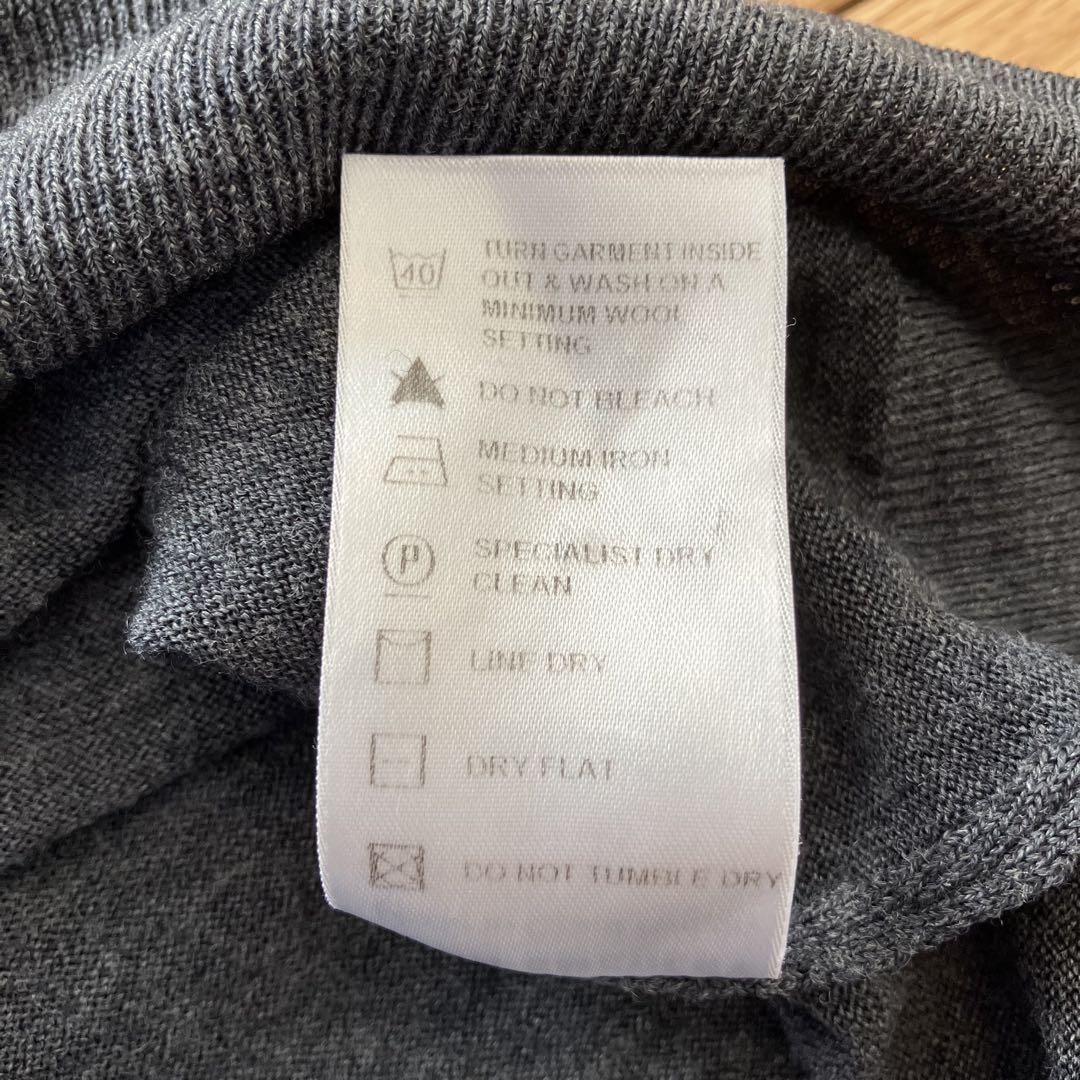 40
TURN GARMENT INSIDE
OUT & WASH ON A
MINIMUM WOOL
SETTING
DO NOT BLEACH
MEDIUM IRON
SETTING
P
SPECIALIST DRY
CLEAN
LINE DRY
DRY FLAT
DO NOT TUMBLE DRY